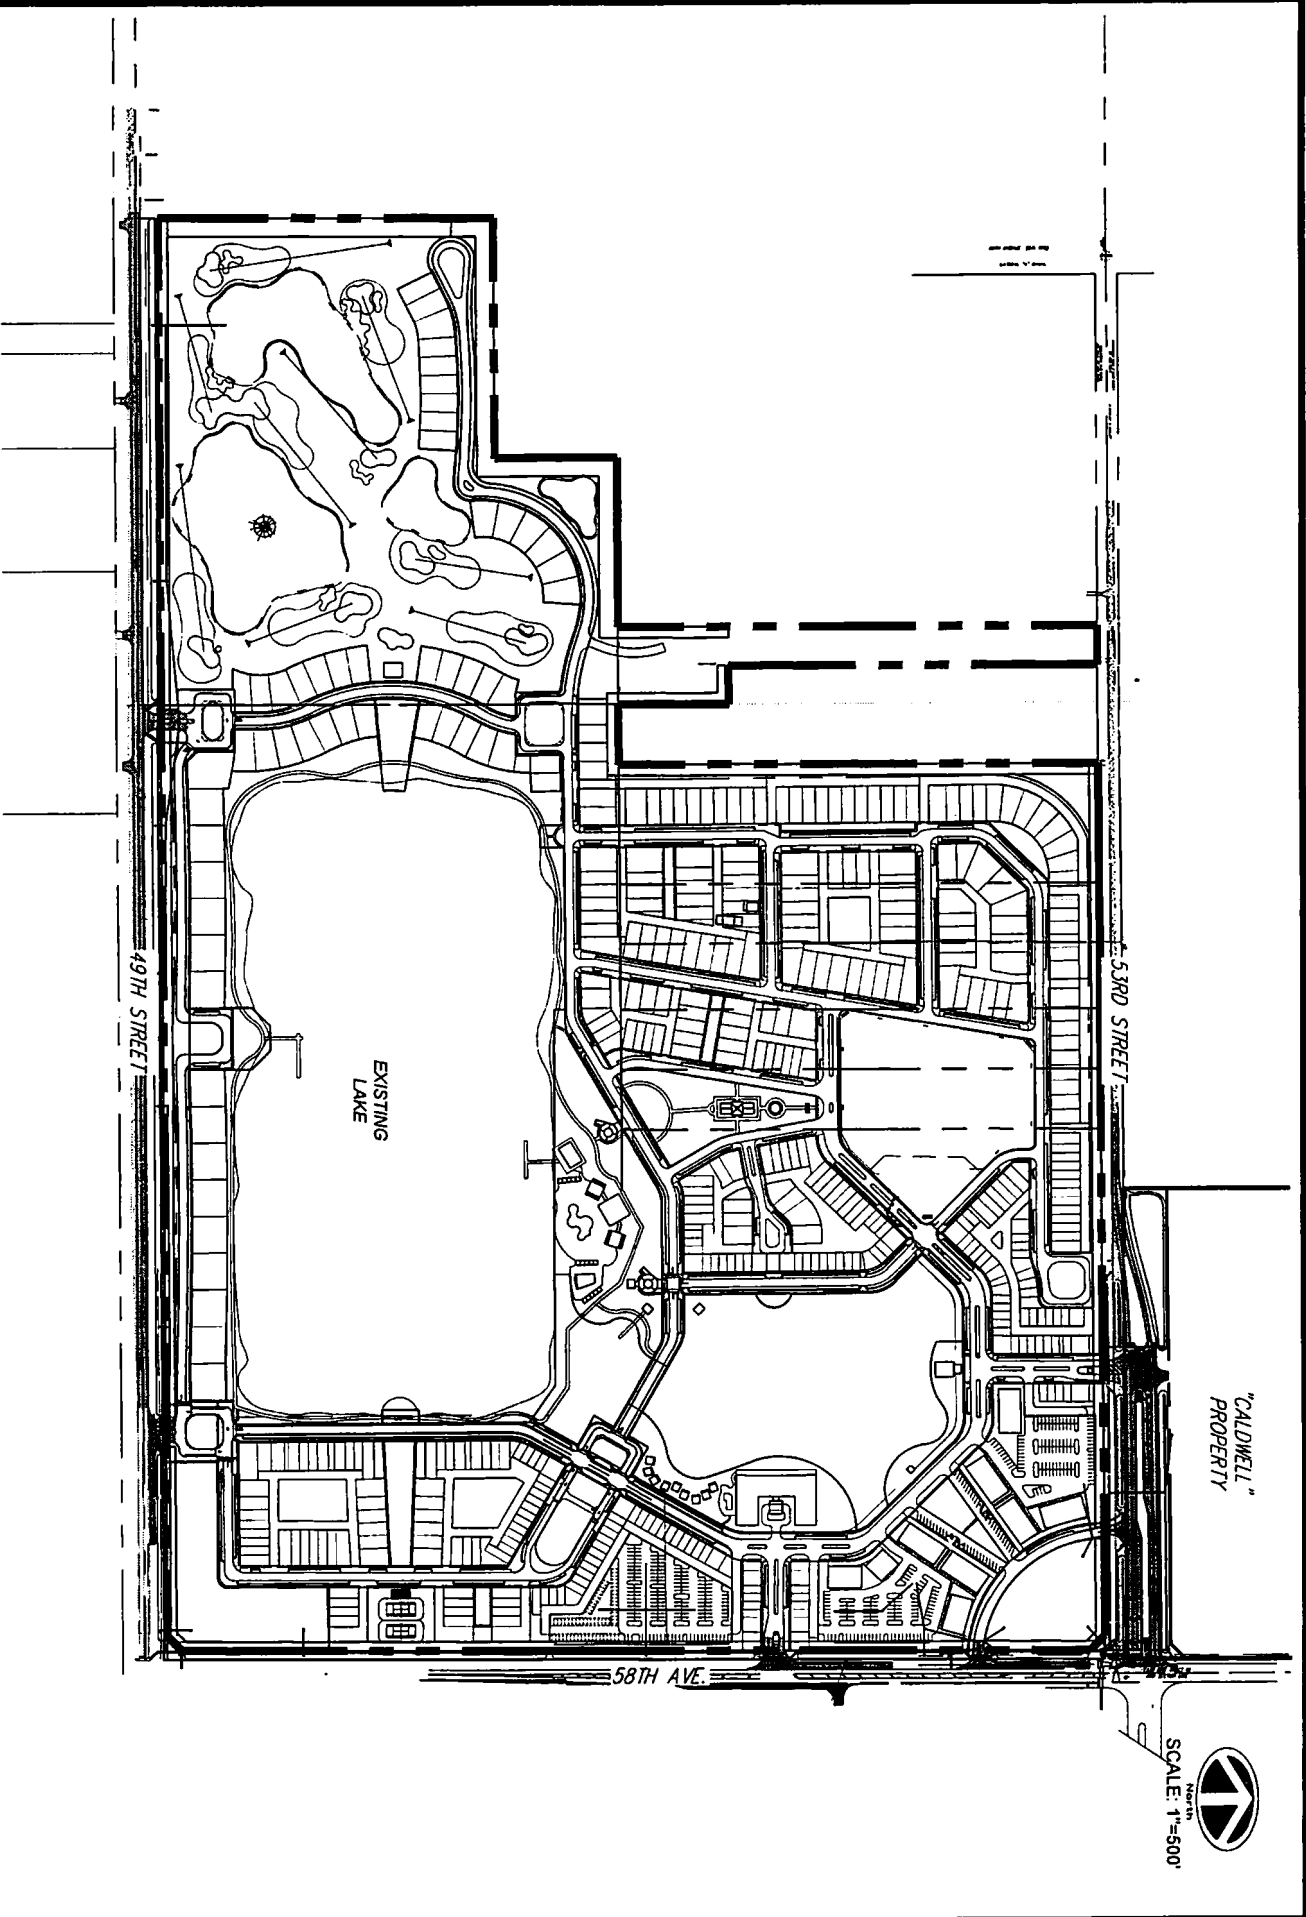 53RD STREET
"CALDWELL"
PROPERTY
49TH STREET
EXISTING
LAKE
58TH AVE.
North
SCALE: 1"=500'